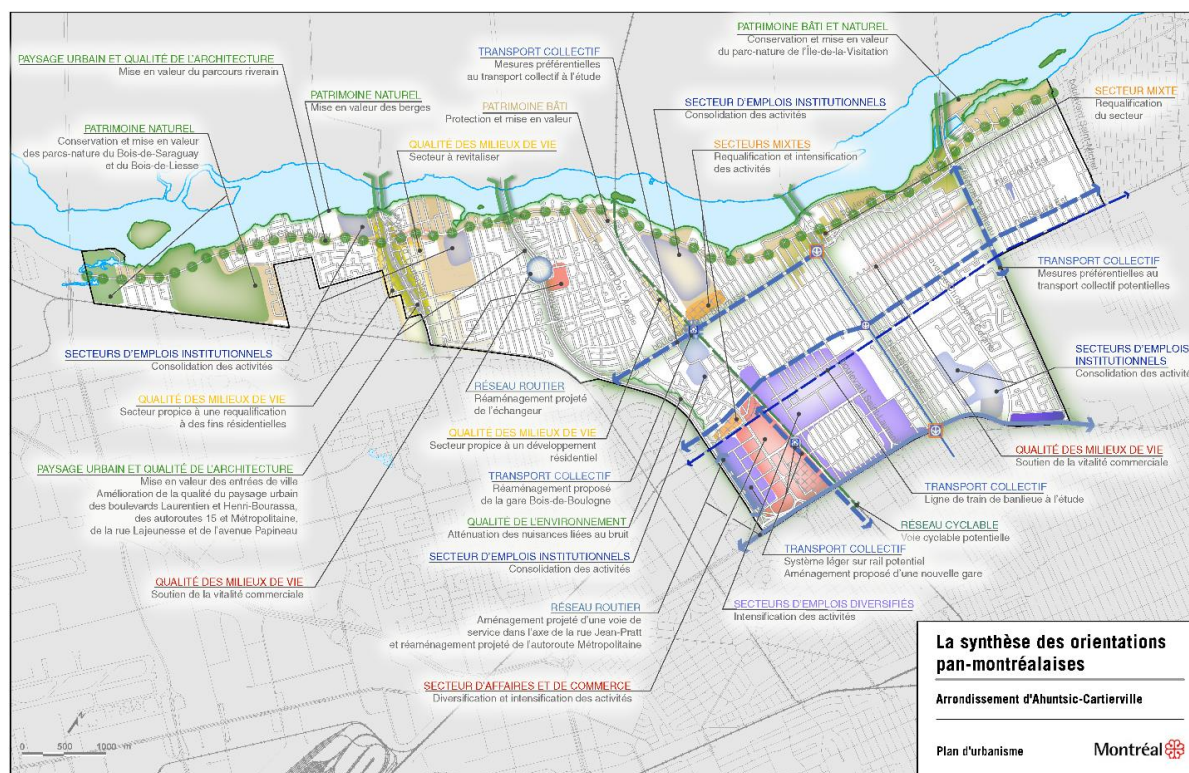 PATRIMOINE BÂTI ET NATUREL
Conservation et mise en valeur
du parc-nature de l'Île-de-la-Visitation
TRANSPORT COLLECTIF
Mesures préférentielles
au transport collectif à l'étude
PAYSAGE URBAIN ET QUALITÉ DE L'ARCHITECTURE
Mise en valeur du parcours riverain
PATRIMOINE NATUREL
Mise en valeur des berges
PATRIMOINE BÂTI
Protection et mise en valeur
SECTEUR D'EMPLOIS INSTITUTIONNELS
Consolidation des activités
SECTEUR MIXTE
Requalification
du secteur
PATRIMOINE NATUREL
Conservation et mise en valeur
des parcs-nature du Bois-de-Saraguay
et du Bois-de-Liesse
QUALITÉ DES MILIEUX DE VIE
Secteur à revitaliser
SECTEURS MIXTES
Requalification et intensification
des activités
TRANSPORT COLLECTIF
Mesures préférentielles au
transport collectif potentielles
SECTEURS D'EMPLOIS INSTITUTIONNELS
Consolidation des activités
SECTEURS D'EMPLOIS
INSTITUTIONNELS
Consolidation des activité
QUALITÉ DES MILIEUX DE VIE
Secteur propice à une requalification
à des fins résidentielles
RÉSEAU ROUTIER
Réaménagement projeté
de l'échangeur
QUALITÉ DES MILIEUX DE VIE
Secteur propice à un développement
résidentiel
QUALITÉ DES MILIEUX DE VIE
Soutien de la vitalité commerciale
PAYSAGE URBAIN ET QUALITÉ DE L'ARCHITECTURE
Mise en valeur des entrées de ville
Amélioration de la qualité du paysage urbain
des boulevards Laurentien et Henri-Bourassa,
des autoroutes 15 et Métropolitaine,
de la rue Lajeunesse et de l'avenue Papineau
TRANSPORT COLLECTIF
Réaménagement proposé
de la gare Bois-de-Boulogne
TRANSPORT COLLECTIF
Ligne de train de banlieue à l'étude
QUALITÉ DE L'ENVIRONNEMENT
Atténuation des nuisances liées au bruit
RÉSEAU CYCLABLE
Voie cyclable potentielle
SECTEUR D'EMPLOIS INSTITUTIONNELS
Consolidation des activités
TRANSPORT COLLECTIF
Système léger sur rail potentiel
Aménagement proposé d'une nouvelle gare
QUALITÉ DES MILIEUX DE VIE
Soutien de la vitalité commerciale
RÉSEAU ROUTIER
Aménagement projeté d'une voie de
service dans l'axe de la rue Jean-Pratt
et réaménagement projeté de l'autoroute Métropolitaine
SECTEURS D'EMPLOIS DIVERSIFIÉS
Intensification des activités
SECTEUR D'AFFAIRES ET DE COMMERCE
Diversification et intensification des activités
0 500 1000 m
La synthèse des orientations
pan-montréalaises
Arrondissement d'Ahuntsic-Cartierville
Plan d'urbanisme
Montréal